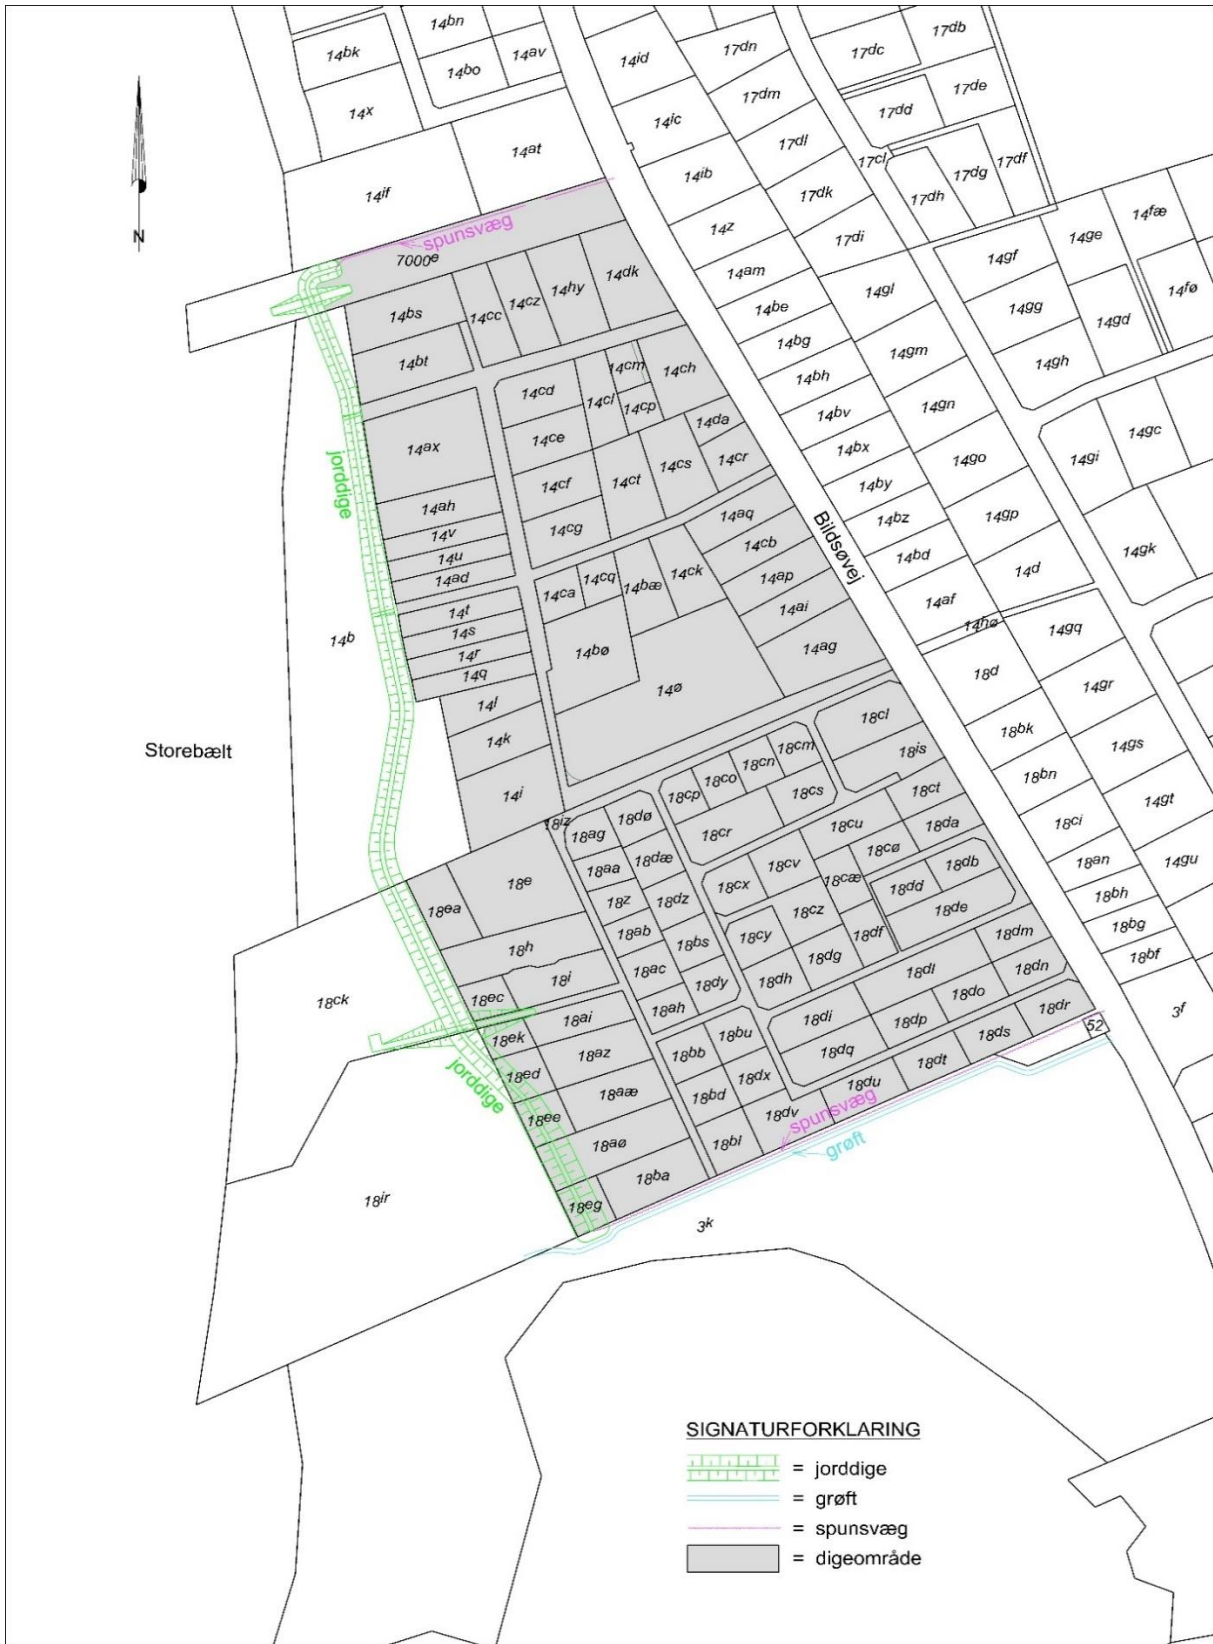 14bn
14bk
14bo
14av
14x
14at
14if
14id
17dn
17dc
17db
17dm
17de
17dd
14ic
17dl
17cl
17df
17dg
14ib
17dk
17dh
14z
17di
14gf
14ge
14fæ
14am
14gl
14fø
14be
14gg
14gd
14bg
14gm
14gh
14bh
14bv
14gn
14gc
14bx
14go
14gi
14by
14bz
14gp
14gk
14bd
14d
14af
14hø
14gq
18d
14gr
18bk
14gs
18bn
14gt
18ci
18an
14gu
18bh
18bg
18bf
3f
N
spunsvæg
7000e
14dk
14hy
14cz
14cc
14bs
14bt
14cd
14cl
14cm
14ch
14cp
14ce
14da
14ax
14cf
14ct
14cs
14cr
14cg
14ah
14v
14u
14ad
14aq
14cb
14ca
14cq
14bæ
14ck
14ap
14t
14s
14r
14q
14ai
14bø
14ag
14ø
14l
14k
14i
jorddige
14b
Bildsøvej
Storebælt
18cl
18is
18cm
18cn
18co
18cp
18cs
18ct
18cr
18cu
18da
18iz
18ag
18dø
18aa
18dæ
18z
18dz
18ab
18bs
18ac
18dy
18ah
18cx
18cv
18cø
18cæ
18db
18dd
18de
18cz
18cy
18df
18dg
18dh
18e
18ea
18h
18i
18ec
18ck
18ek
18ai
18az
18ed
18aæ
18ee
18aø
18ba
18eg
18dm
18dl
18dn
18do
18di
18dp
18dr
18dq
18ds
18dt
18du
18bu
18bb
18dx
18bd
18dv
18bl
52
jorddige
spunsvæg
grøft
18ir
3k
SIGNATURFORKLARING
= jorddige
= grøft
= spunsvæg
= digeområde